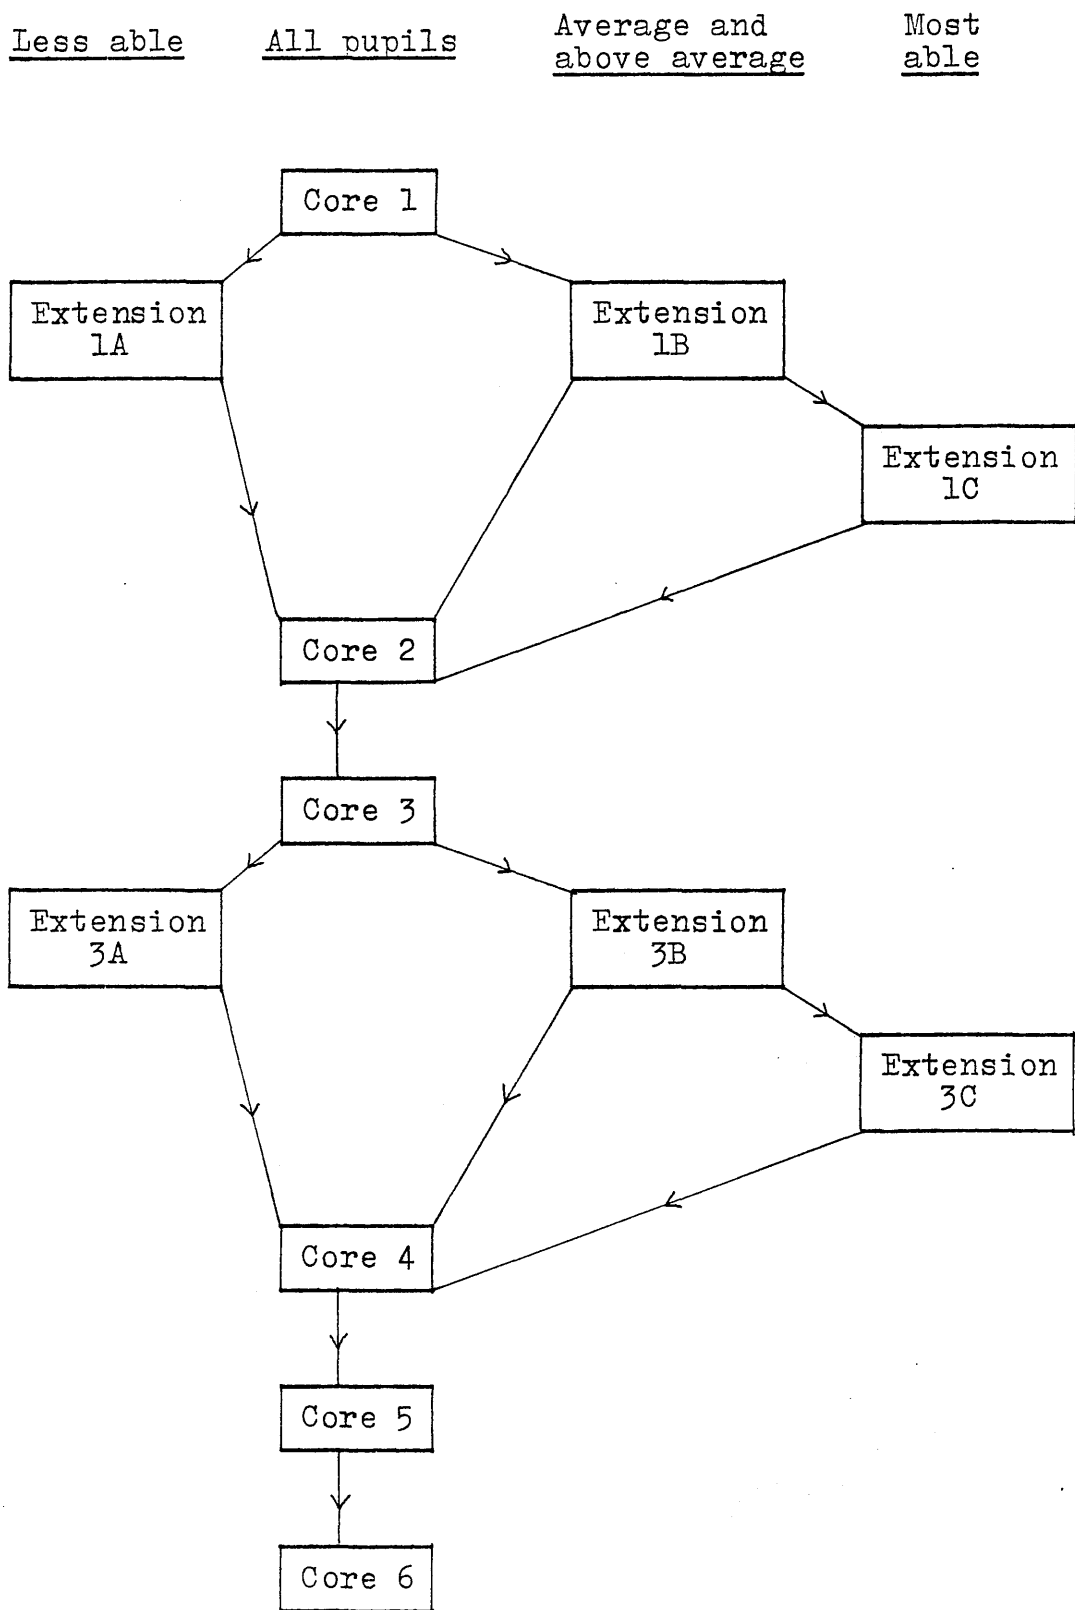 Less able
All pupils
Average and
above average
Most
able
Core 1
Extension
1A
Extension
1B
Extension
1C
Core 2
Core 3
Extension
3A
Extension
3B
Extension
3C
Core 4
Core 5
Core 6